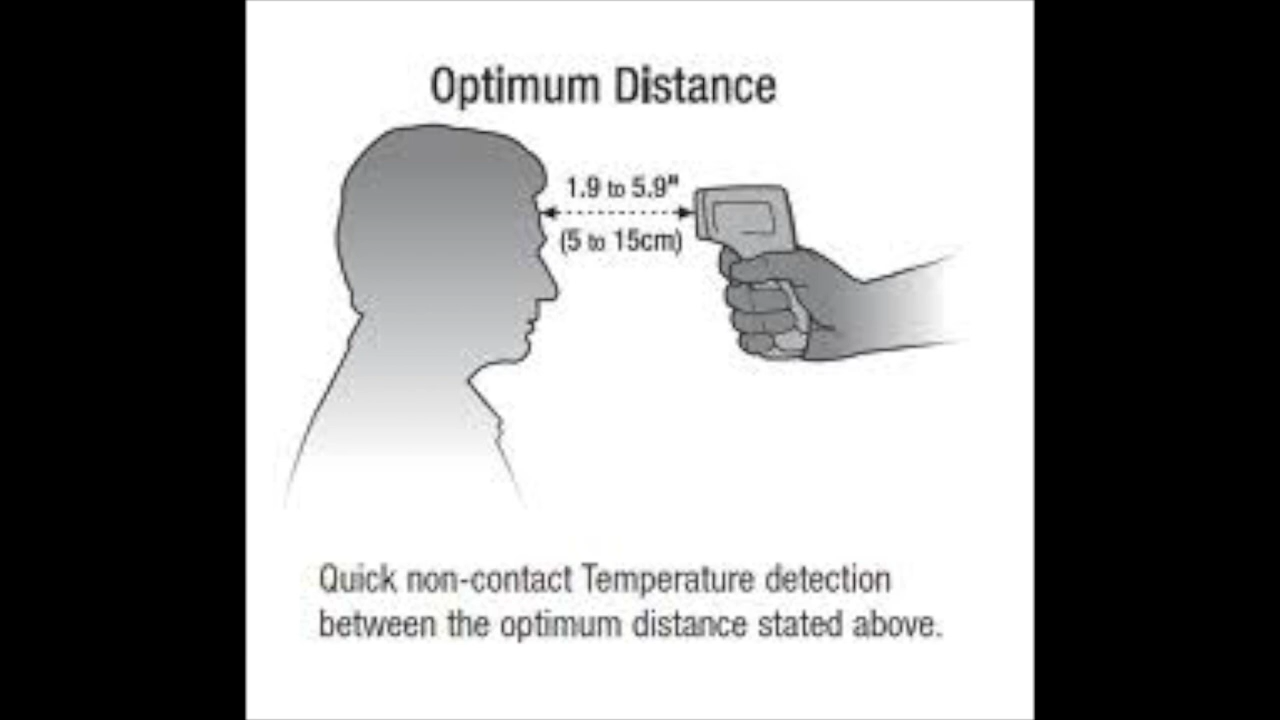 Optimum Distance
1.9 to 5.9"
(5 to 15cm)
Quick non-contact Temperature detection
between the optimum distance stated above.